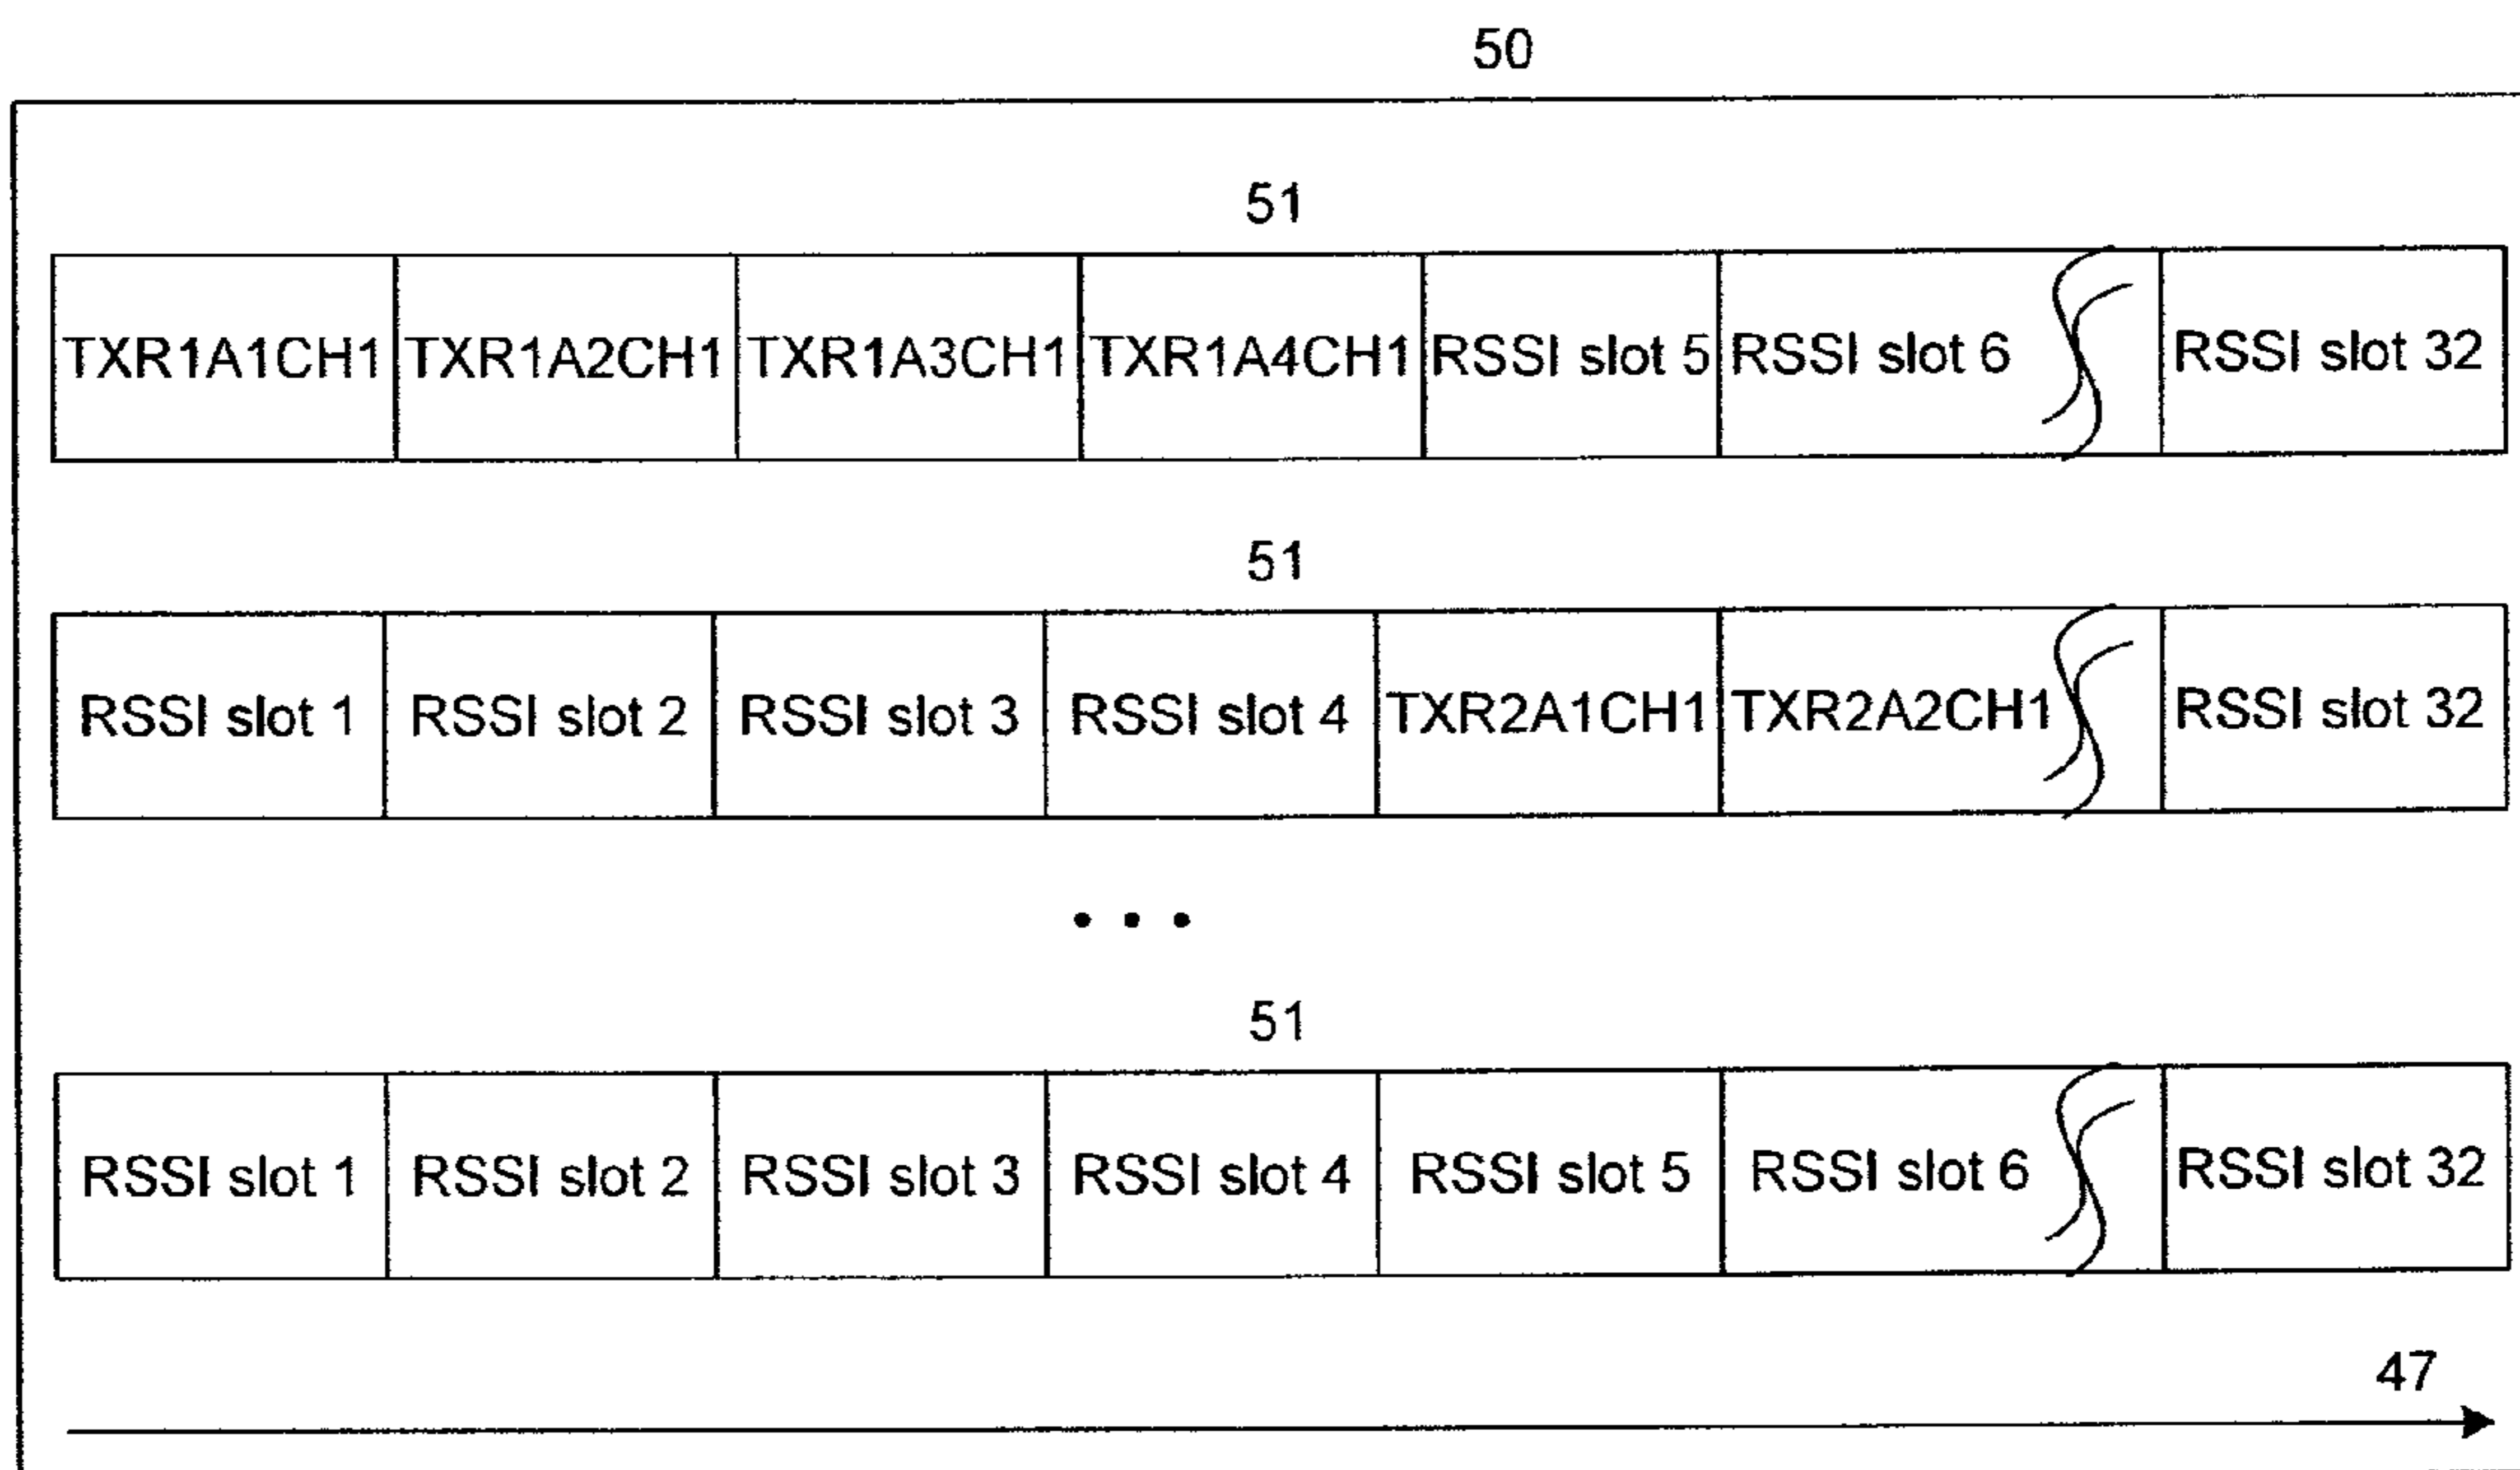 50
51
TXR1A1CH1 TXR1A2CH1 TXR1A3CH1 TXR1A4CH1 RSSI slot 5 RSSI slot 6 RSSI slot 32
51
RSSI slot 1 RSSI slot 2 RSSI slot 3 RSSI slot 4 TXR2A1CH1 TXR2A2CH1 RSSI slot 32
• • •
51
RSSI slot 1 RSSI slot 2 RSSI slot 3 RSSI slot 4 RSSI slot 5 RSSI slot 6 RSSI slot 32
47